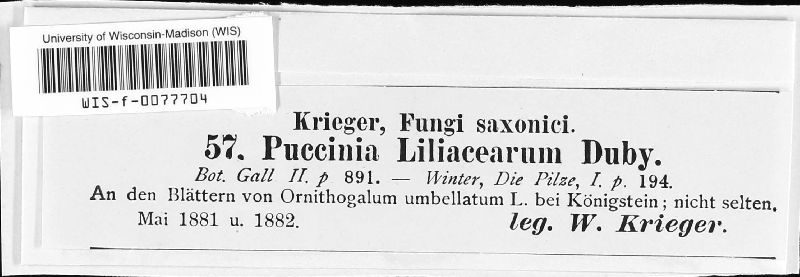 University of Wisconsin-Madison (WIS)
WIS-f-0077704
Krieger, Fungi saxonici.
57. Puccinia Liliacearum Duby.
Bot. Gall II. p 891. — Winter, Die Pilze, I. p. 194.
An den Blättern von Ornithogalum umbellatum L. bei Königstein; nicht selten.
Mai 1881 u. 1882.
leg. W. Krieger.